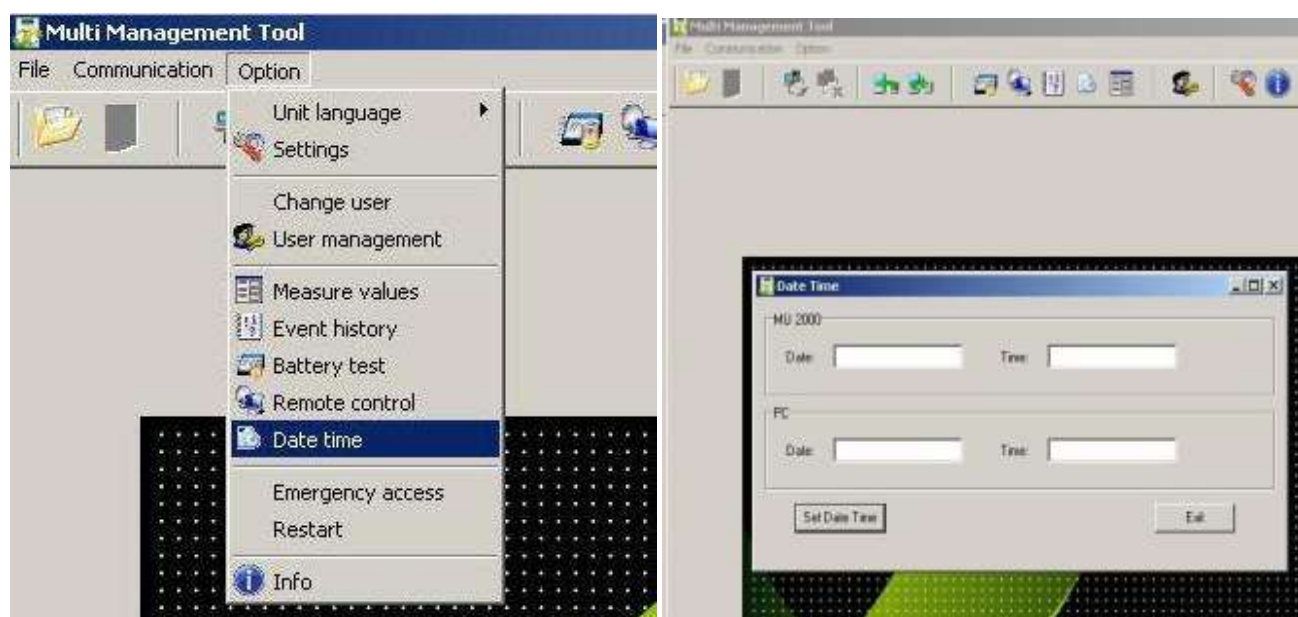 Multi Management Tool
File Communication Option
Unit language
Settings
Change user
User management
Measure values
Event history
Battery test
Remote control
Date time
Emergency access
Restart
Info
Multi Management Tool
File Communication Option
Date Time
MU 2000
Date: Time:
PC
Date: Time:
Set Date Time Exit